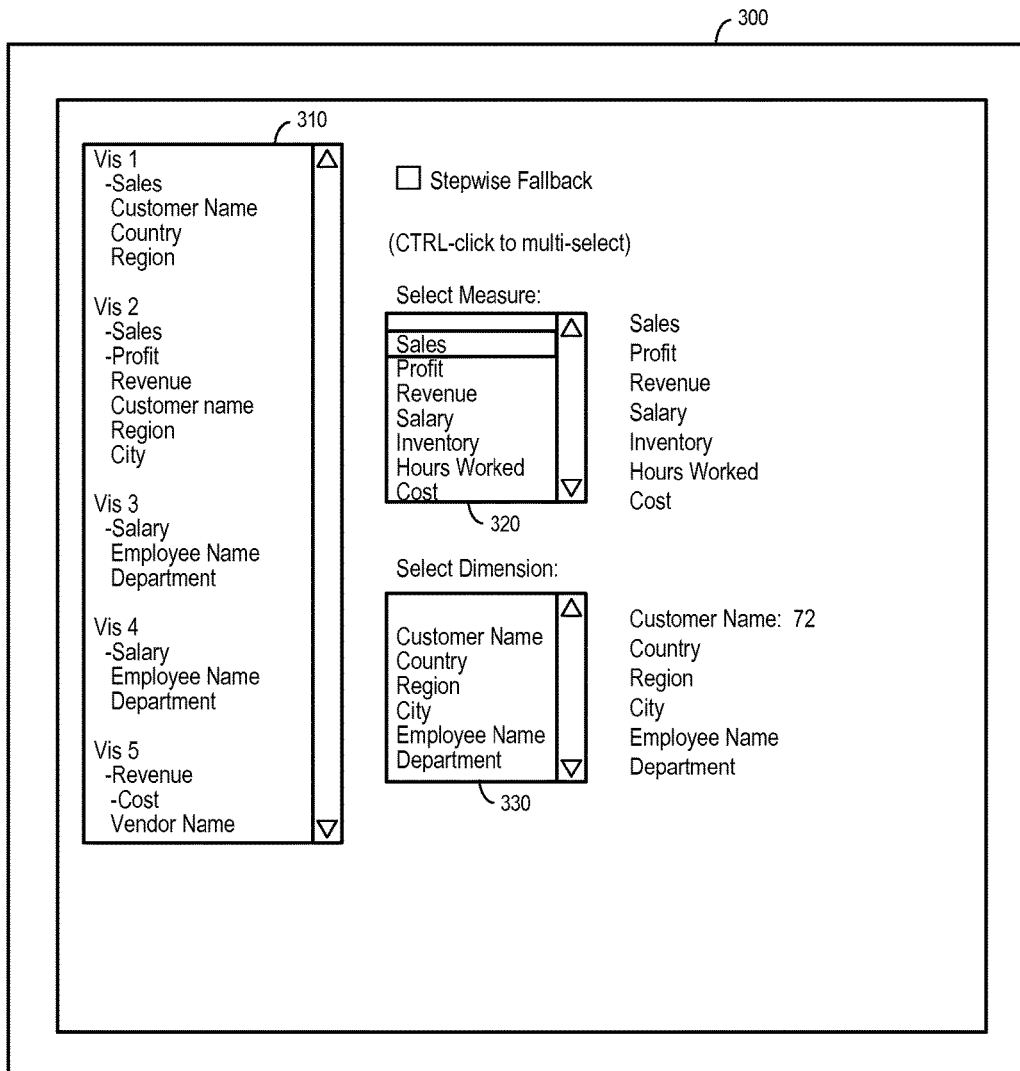 300
310
Vis 1
-Sales
Customer Name
Country
Region
Vis 2
-Sales
-Profit
Revenue
Customer name
Region
City
Vis 3
-Salary
Employee Name
Department
Vis 4
-Salary
Employee Name
Department
Vis 5
-Revenue
-Cost
Vendor Name
Stepwise Fallback
(CTRL-click to multi-select)
Select Measure:
Sales
Profit
Revenue
Salary
Inventory
Hours Worked
Cost
320
Sales
Profit
Revenue
Salary
Inventory
Hours Worked
Cost
Select Dimension:
Customer Name
Country
Region
City
Employee Name
Department
330
Customer Name: 72
Country
Region
City
Employee Name
Department